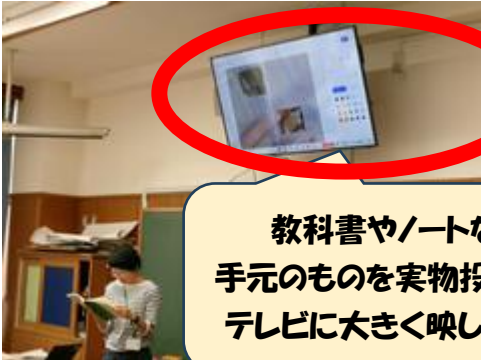 教科書やノートな
手元のものを実物投
テレビに大きく映し